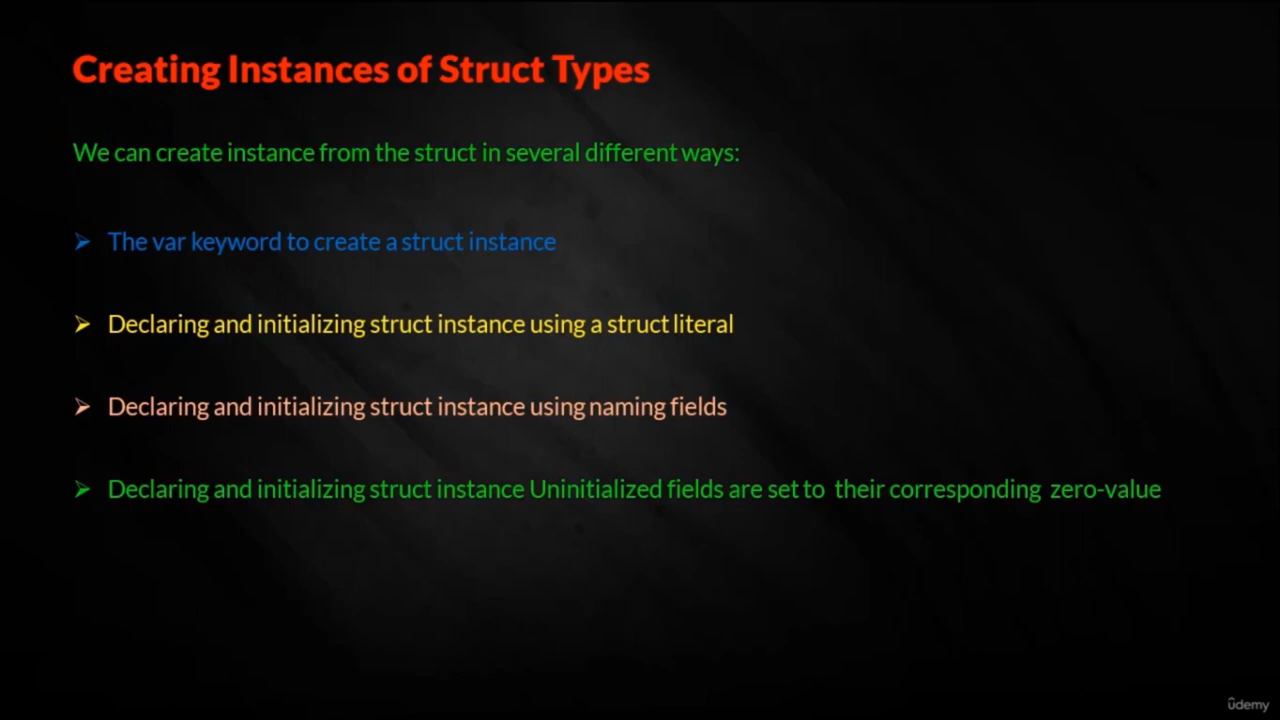 Creating Instances of Struct Types
We can create instance from the struct in several different ways:
The var keyword to create a struct instance
Declaring and initializing struct instance using a struct literal
Declaring and initializing struct instance using naming fields
Declaring and initializing struct instance Uninitialized fields are set to their corresponding zero-value
ûdemy